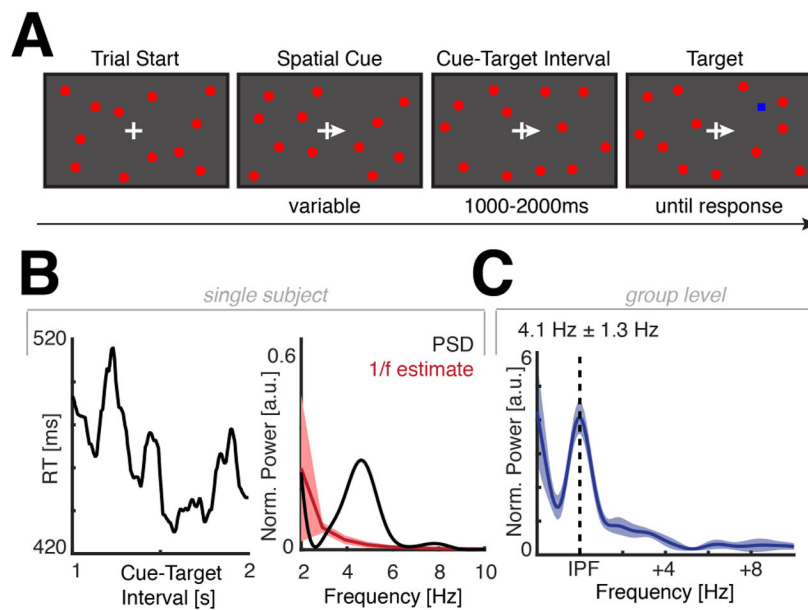 A
Trial Start
Spatial Cue
Cue-Target Interval
Target
variable
1000-2000ms
until response
B
single subject
520
RT [ms]
420
1
2
Cue-Target
Interval [s]
0.6
PSD
1/f estimate
Norm. Power [a.u.]
0
2
4
6
8
10
Frequency [Hz]
C
group level
4.1 Hz ± 1.3 Hz
6
Norm. Power [a.u.]
0
IPF
+4
+8
Frequency [Hz]